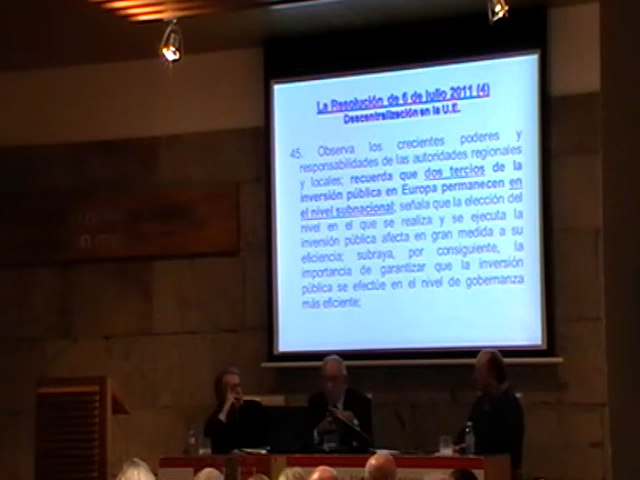 La Resolución de 6 de julio 2011 (4)
Descentralización en la U.E.
45. Observa los crecientes poderes y
responsabilidades de las autoridades regionales
y locales; recuerda que dos tercios de la
inversión pública en Europa permanecen en
el nivel subnacional; señala que la elección del
nivel en el que se realiza y se ejecuta la
inversión pública afecta en gran medida a su
eficiencia; subraya, por consiguiente, la
importancia de garantizar que la inversión
pública se efectúe en el nivel de gobernanza
más eficiente;